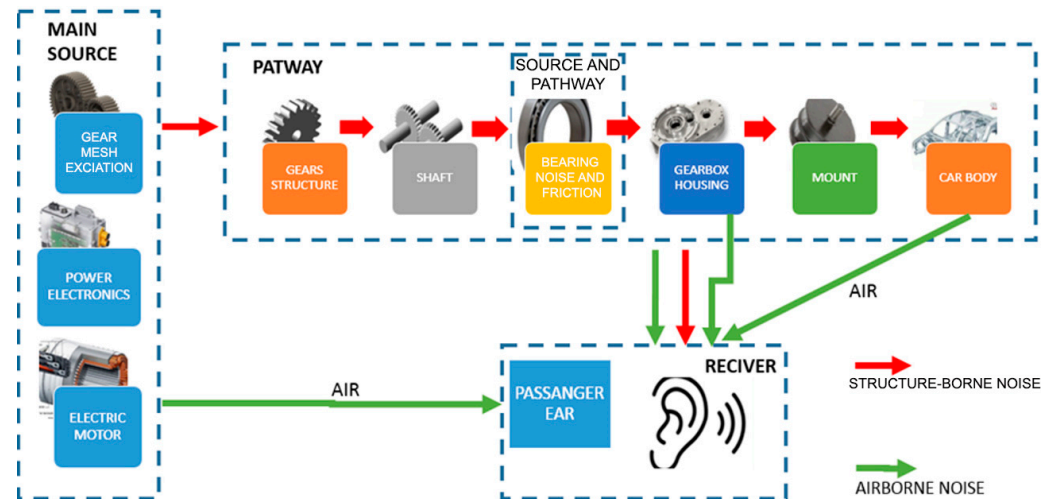 MAIN
SOURCE
GEAR
MESH
EXCIATION
POWER
ELECTRONICS
ELECTRIC
MOTOR
PATWAY
GEARS
STRUCTURE
SHAFT
SOURCE AND
PATHWAY
BEARING
NOISE AND
FRICTION
GEARBOX
HOUSING
MOUNT
CAR BODY
AIR
AIR
RECIVER
PASSANGER
EAR
STRUCTURE-BORNE NOISE
AIRBORNE NOISE